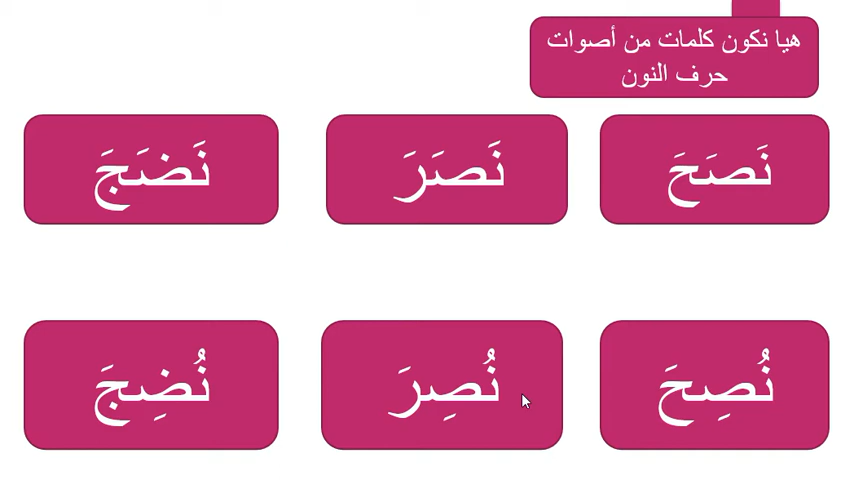 هيا نكون كلمات من أصوات
حرف النون
نَصَحَ
نَصَرَ
نَضَجَ
نُصِحَ
نُصِرَ
نُضِجَ